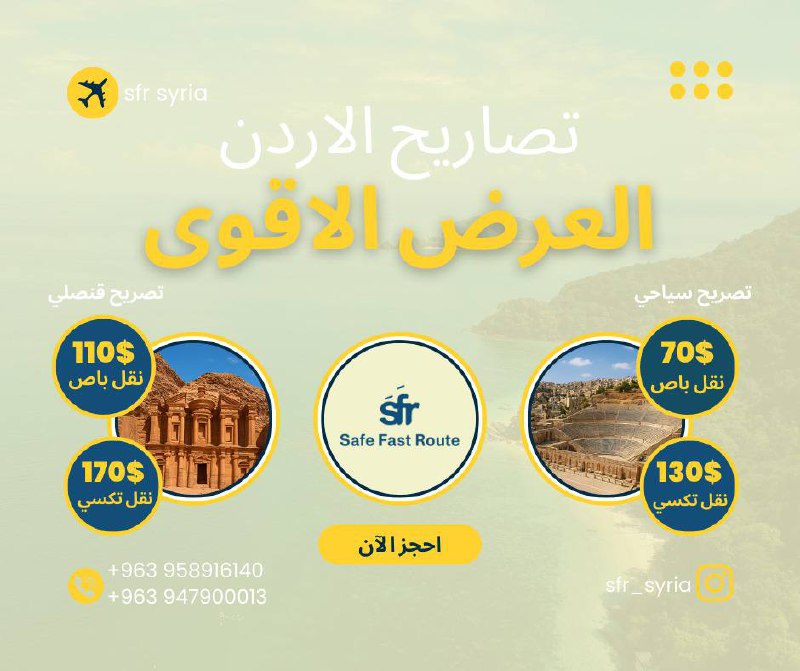 sfr syria
تصاريح الاردن
العرض الاقوى
تصريح سياحي
70$
نقل باص
130$
نقل تكسي
تصريح قنصلي
110$
نقل باص
170$
نقل تكسي
sfr
Safe Fast Route
احجز الآن
+963 958916140
+963 947900013
sfr_syria